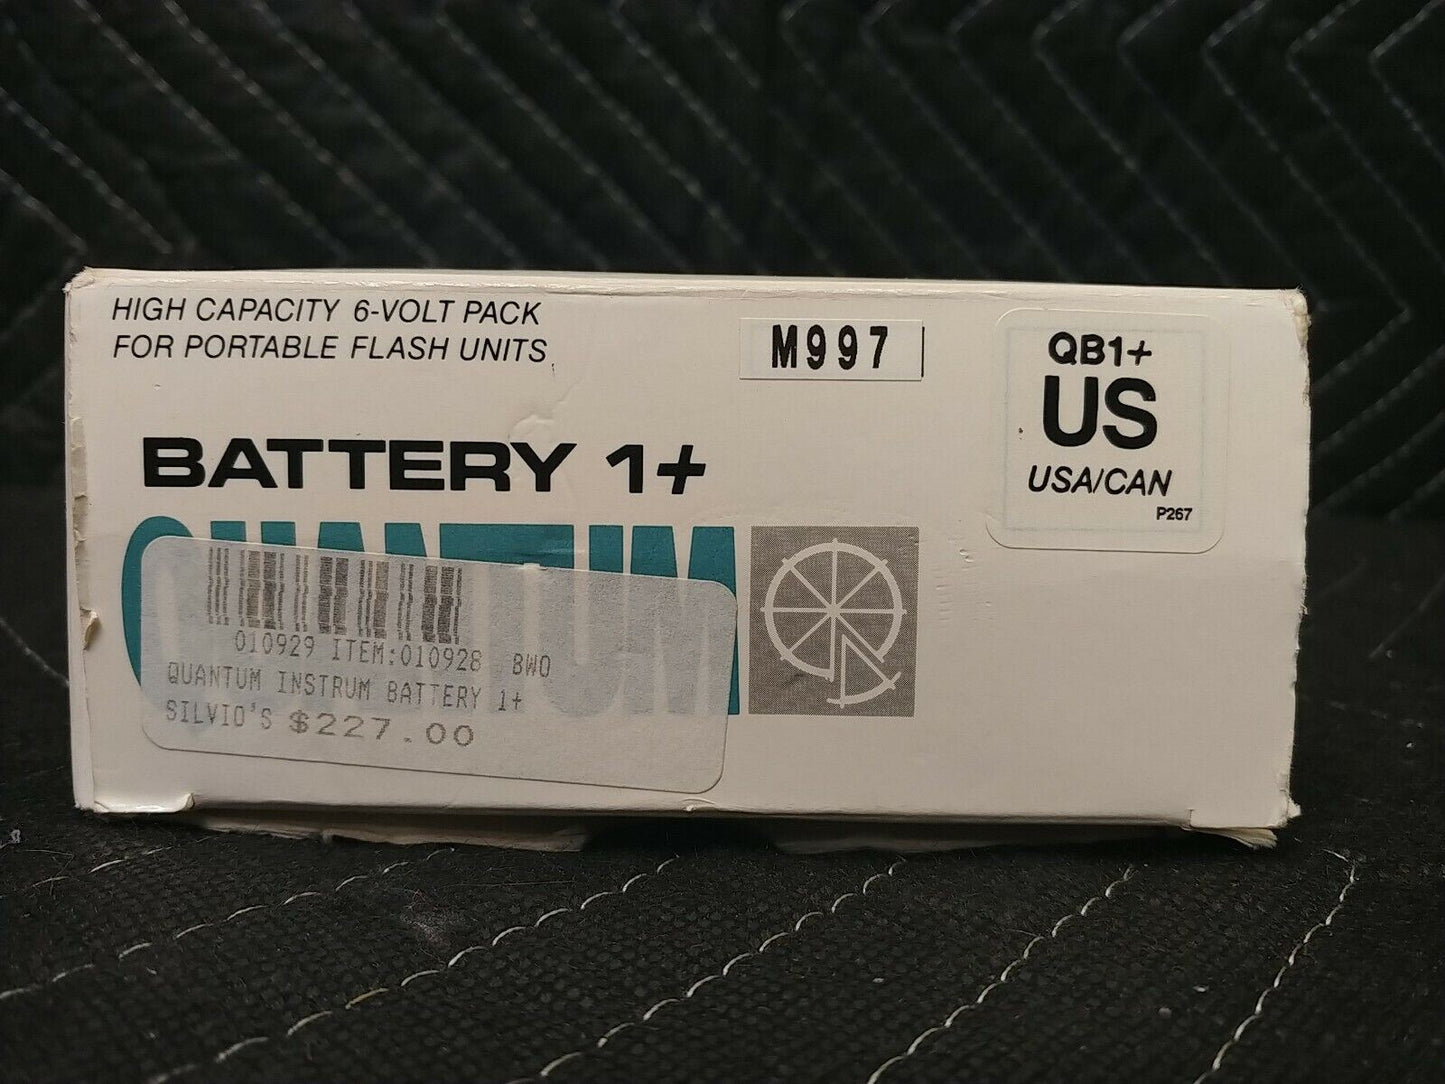 HIGH CAPACITY 6-VOLT PACK
FOR PORTABLE FLASH UNITS
M997
QB1+
US
USA/CAN
P267
BATTERY 1+
QUANTUM
010929 ITEM:010928 BWO
QUANTUM INSTRUM BATTERY 1+
SILVIO'S $227.00